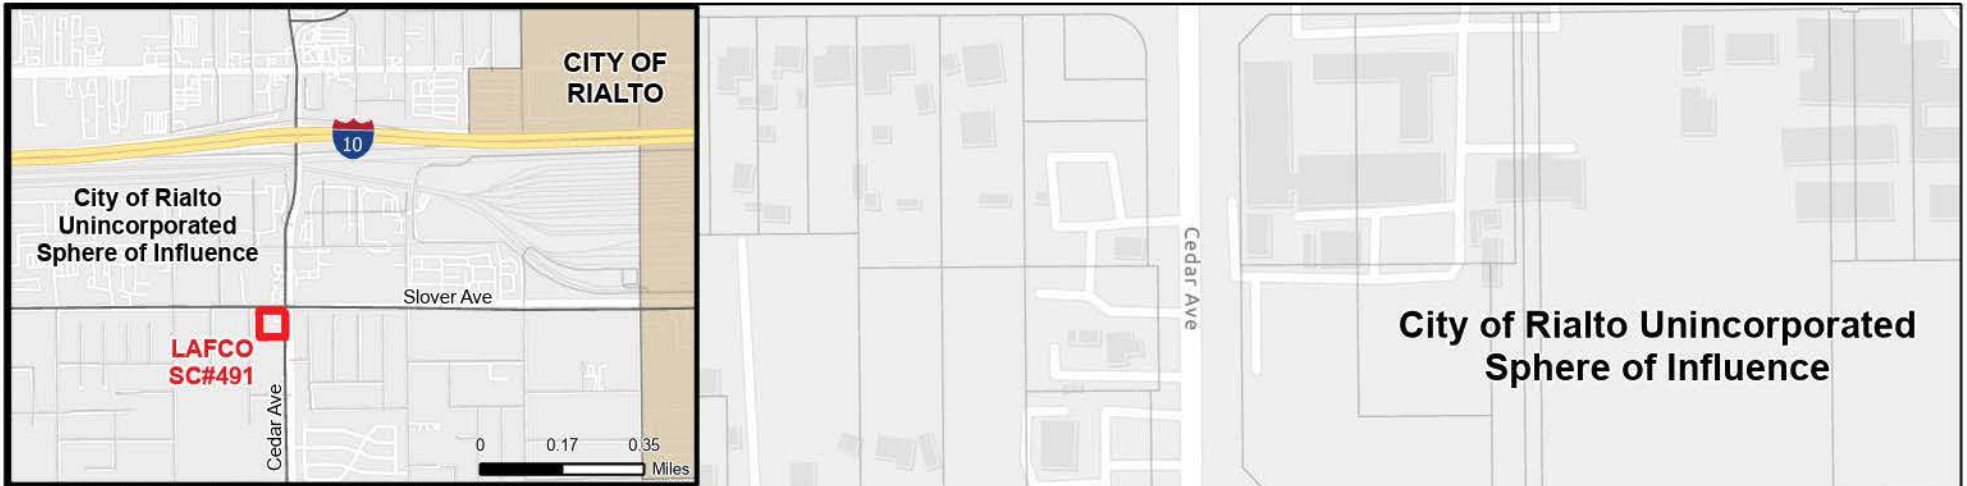 CITY OF
RIALTO
10
City of Rialto
Unincorporated
Sphere of Influence
Slover Ave
LAFCO
SC#491
Cedar Ave
0 0.17 0.35
Miles
Cedar Ave
City of Rialto Unincorporated
Sphere of Influence